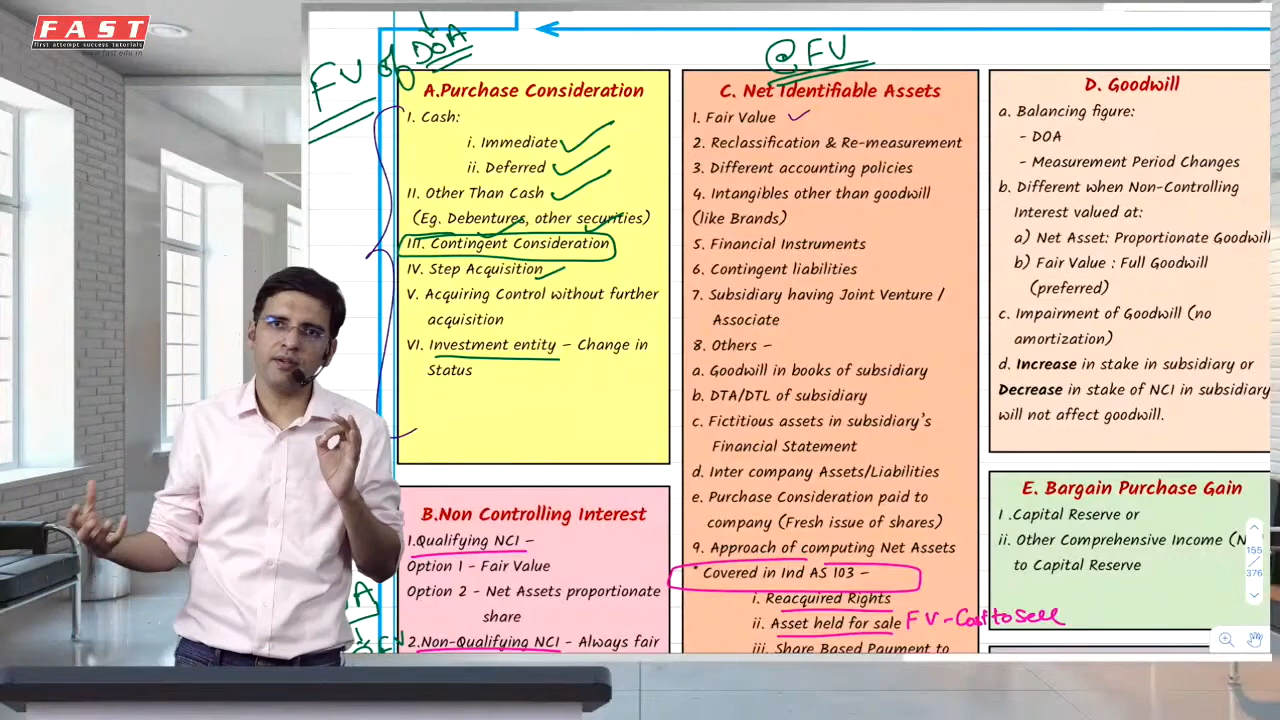 FAST
first attempt success tutorials
www.fast.edu.in
FV of DOA
A.Purchase Consideration
I. Cash:
i. Immediate
ii. Deferred
II. Other Than Cash
(Eg. Debentures, other securities)
III. Contingent Consideration
IV. Step Acquisition
V. Acquiring Control without further
acquisition
VI. Investment entity – Change in
Status
B.Non Controlling Interest
1.Qualifying NCI –
Option 1 - Fair Value
Option 2 - Net Assets proportionate
share
2.Non-Qualifying NCI - Always fair
@ FV
C. Net Identifiable Assets
1. Fair Value
2. Reclassification & Re-measurement
3. Different accounting policies
4. Intangibles other than goodwill
(like Brands)
5. Financial Instruments
6. Contingent liabilities
7. Subsidiary having Joint Venture /
Associate
8. Others –
a. Goodwill in books of subsidiary
b. DTA/DTL of subsidiary
c. Fictitious assets in subsidiary’s
Financial Statement
d. Inter company Assets/Liabilities
e. Purchase Consideration paid to
company (Fresh issue of shares)
9. Approach of computing Net Assets
* Covered in Ind AS 103 –
i. Reacquired Rights
ii. Asset held for sale FV - Cost to sell
iii. Share Based Payment to
D. Goodwill
a. Balancing figure:
- DOA
- Measurement Period Changes
b. Different when Non-Controlling
Interest valued at:
a) Net Asset: Proportionate Goodwill
b) Fair Value : Full Goodwill
(preferred)
c. Impairment of Goodwill (no
amortization)
d. Increase in stake in subsidiary or
Decrease in stake of NCI in subsidiary
will not affect goodwill.
E. Bargain Purchase Gain
I .Capital Reserve or
ii. Other Comprehensive Income (N
to Capital Reserve
155
376